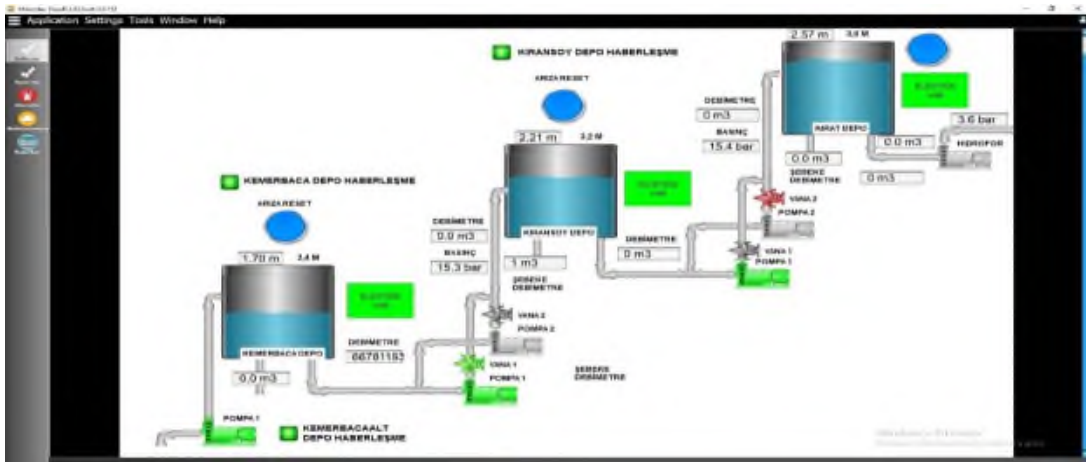 Application Settings Tools Window Help
KIRANSOY DEPO HABERLEŞME
ARIZA RESET
2.57 m
3,0 M
DEBİMETRE
0 m3
BASINÇ
15.4 bar
KIRAT DEPO
0.0 m3
3.6 bar
HİDROFOR
0.0 m3
ŞEBEKE
DEBİMETRE
0 m3
VANA 2
POMPA 2
VANA 1
POMPA 1
2.21 m
3,2 M
KIRANSOY DEPO
DEBİMETRE
0 m3
1 m3
ŞEBEKE
DEBİMETRE
KEMERBACA DEPO HABERLEŞME
ARIZA RESET
DEBİMETRE
0.0 m3
BASINÇ
15.3 bar
1.70 m
2,4 M
KEMERBACA DEPO
DEBİMETRE
66781193
0.0 m3
VANA 2
POMPA 2
VANA 1
POMPA 1
ŞEBEKE
DEBİMETRE
POMPA 1
KEMERBACAALT
DEPO HABERLEŞME